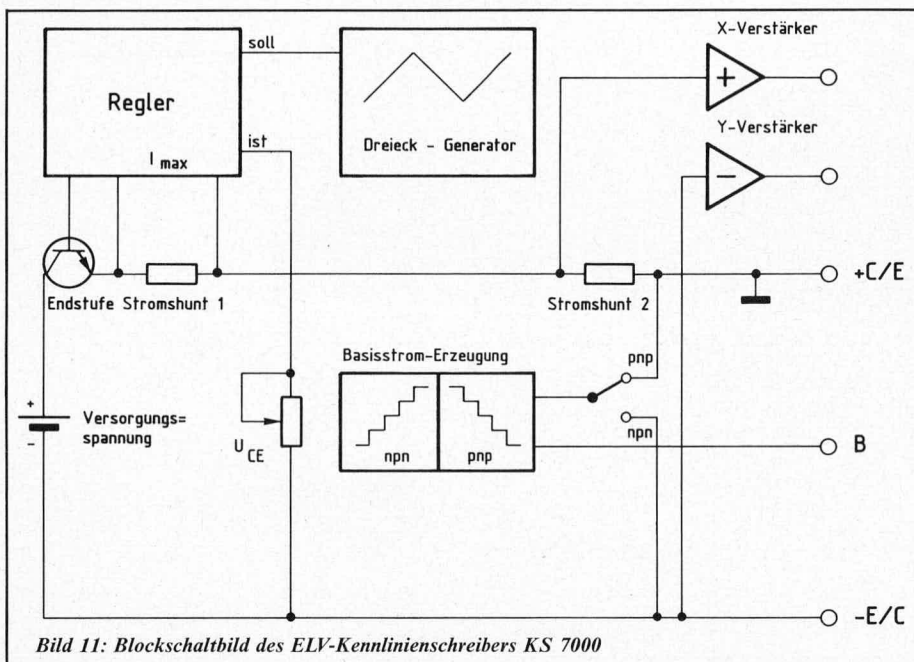 X-Verstärker
soll
Regler
ist
Dreieck - Generator
I max
Y-Verstärker
+
−
+C/E
Endstufe Stromshunt 1
Stromshunt 2
Basisstrom-Erzeugung
pnp
+
Versorgungs=
spannung
−
U CE
npn
pnp
npn
B
-E/C
Bild 11: Blockschaltbild des ELV-Kennlinienschreibers KS 7000